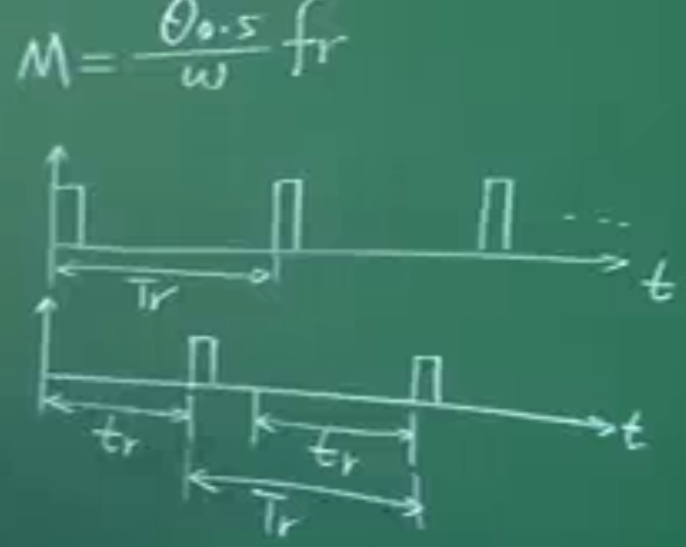 M = θ₀.₅/ω fr
....
t
Tr
t
tr
tr
Tr